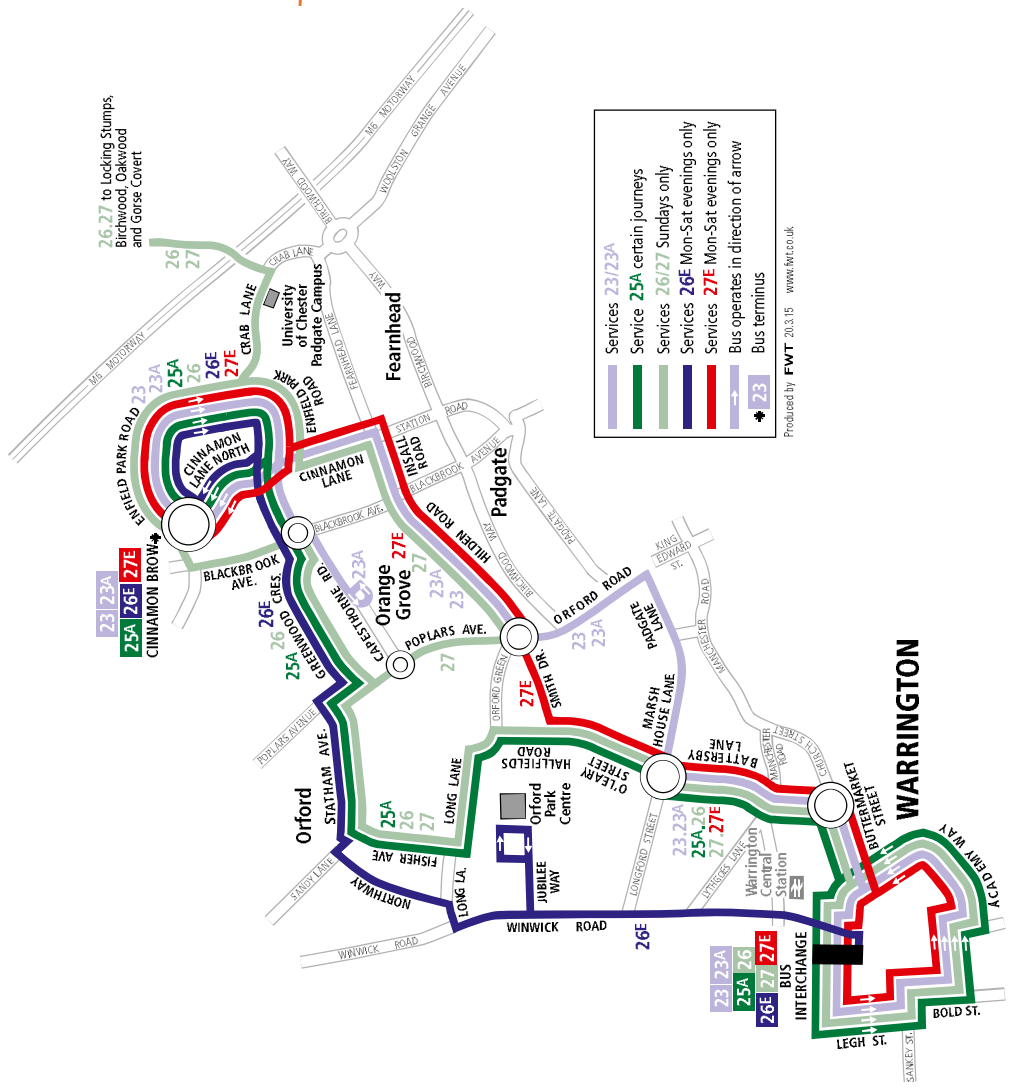 26.27 to Locking Stumps,
Birchwood, Oakwood
and Gorse Covert
26
27
M6 MOTORWAY
M6 MOTORWAY
WOOLSTON GRANGE AVENUE
BIRCHWOOD WAY
CRAB LANE
CRAB LANE
University
of Chester
Padgate Campus
FEARNHEAD LANE
Fearnhead
BIRCHWOOD
WAY
23
23A
25A
26
26E
27E
ENFIELD PARK ROAD
ENFIELD PARK
ROAD
CINNAMON
LANE NORTH
CINNAMON
LANE
STATION ROAD
INSALL
ROAD
BLACKBROOK AVENUE
BLACKBROOK AVE.
Padgate
PADGATE LANE
PADGATE LANE
BIRCHWOOD WAY
HILDEN ROAD
23 23A
25A 26E 27E
CINNAMON BROW
BLACKBROOK
AVE.
GREENWOOD CRES.
26E
26
25A
CAPESTHORNE RD
23A
Orange
Grove
27E
27
23A
23
POPLARS AVE.
27
ORFORD GREEN
ORFORD ROAD
23
23A
KING
EDWARD
ST.
PADGATE
LANE
MANCHESTER ROAD
MARSH
HOUSE LANE
SMITH DR.
27E
POPLARS AVENUE
Orford
STATHAM AVE.
SANDY LANE
25A
26
27
LONG LANE
FISHER AVE
HALLFIELDS
ROAD
O'LEARY
STREET
Orford
Park
Centre
JUBILEE
WAY
NORTHWAY
LONG LA.
WINWICK ROAD
WINWICK ROAD
26E
LONGFORD STREET
LYTHGOES LANE
23.23A
25A.26
27.27E
BATTERSBY
LANE
MANCHESTER
ROAD
CHURCH STREET
Warrington
Central
Station
BUTTERMARKET
STREET
WARRINGTON
ACADEMY WAY
23 23A
25A 26
26E 27 27E
BUS
INTERCHANGE
LEGH ST.
BOLD ST.
SANKEY ST.
Services 23/23A
Service 25A certain journeys
Services 26/27 Sundays only
Services 26E Mon-Sat evenings only
Services 27E Mon-Sat evenings only
Bus operates in direction of arrow
23 Bus terminus
Produced by FWT 20.3.15 www.fwt.co.uk